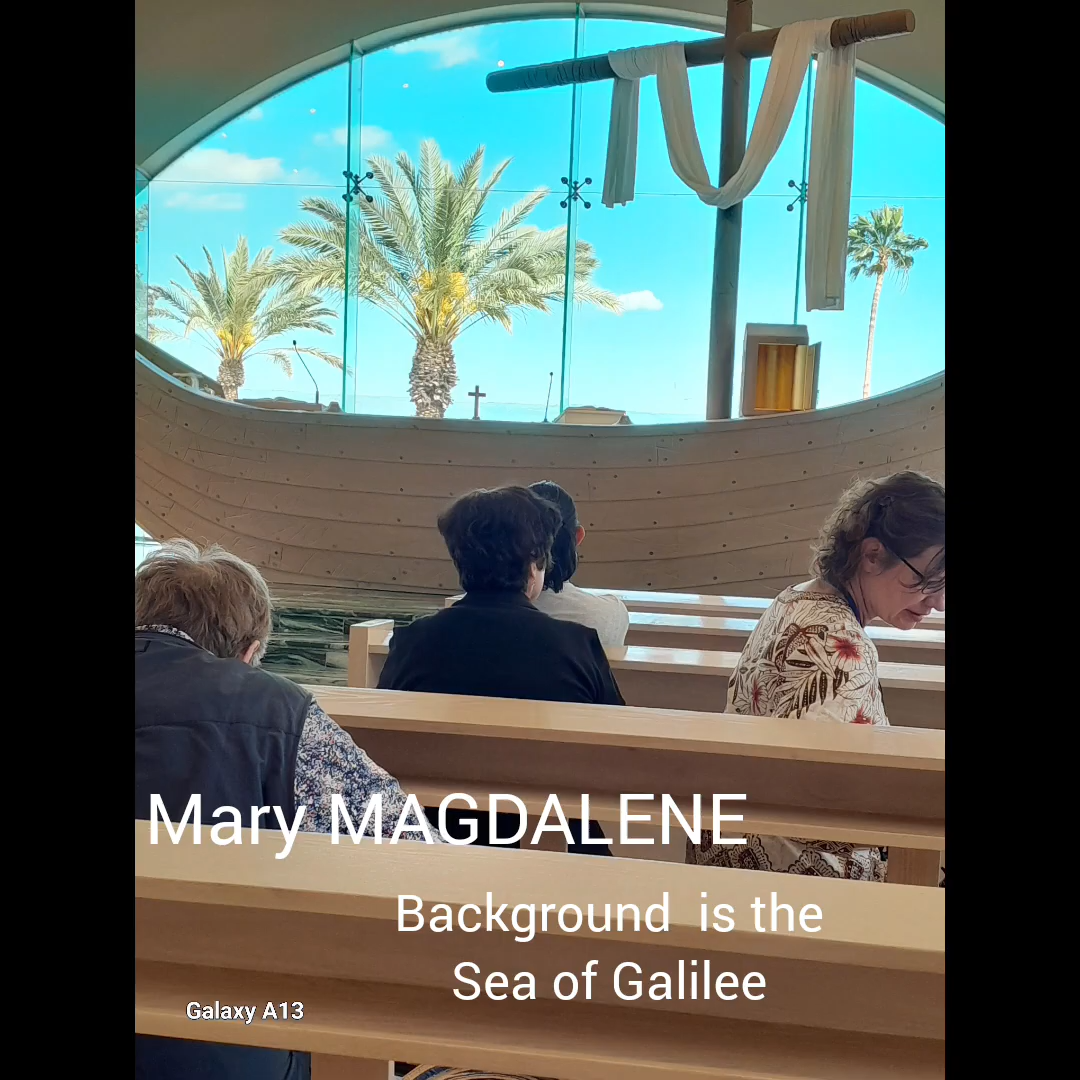 Mary MAGDALENE
Background is the
Sea of Galilee
Galaxy A13